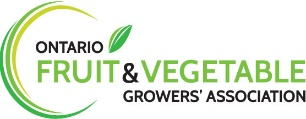 ONTARIO
FRUIT & VEGETABLE
GROWERS' ASSOCIATION